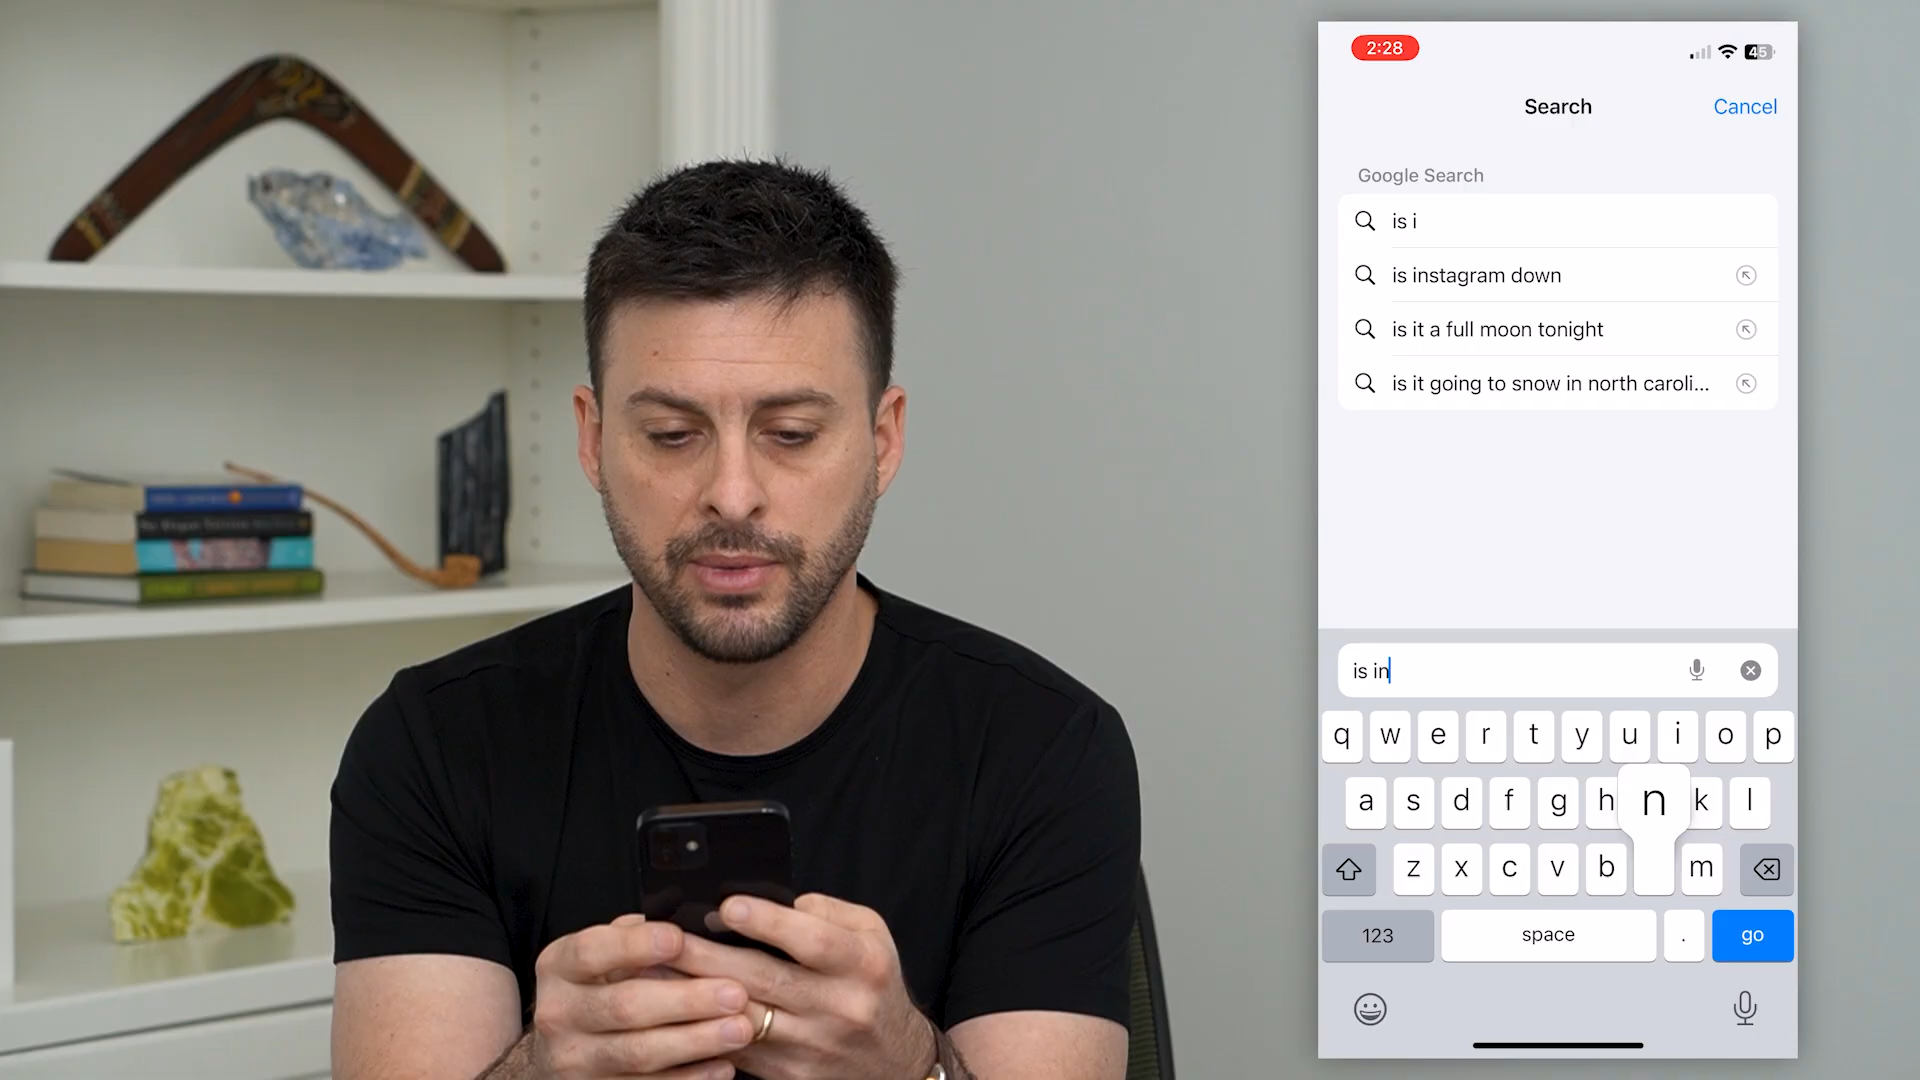 2:28
45
Search
Cancel
Google Search
is i
is instagram down
is it a full moon tonight
is it going to snow in north caroli...
is in
q w e r t y u i o p
a s d f g h n k l
z x c v b m
123
space
.
go